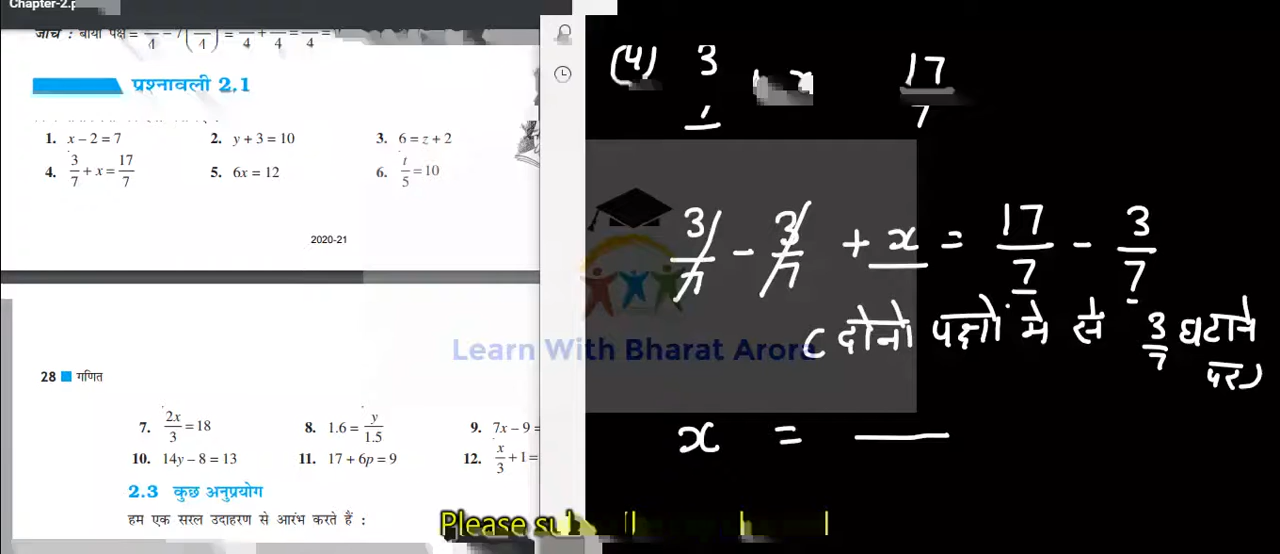 Chapter-2.p
जाँच : बायाँ पक्ष =
प्रश्नावली 2.1
1. x – 2 = 7 2. y + 3 = 10 3. 6 = z + 2
4. 3/7 + x = 17/7 5. 6x = 12 6. t/5 = 10
2020-21
28 गणित
7. 2x/3 = 18 8. 1.6 = y/1.5 9. 7x – 9 =
10. 14y – 8 = 13 11. 17 + 6p = 9 12. x/3 + 1 =
2.3 कुछ अनुप्रयोग
हम एक सरल उदाहरण से आरंभ करते हैं :
(4) 3 x 17/7
3/7 - 3/7 + x = 17/7 - 3/7
( दोनो पक्षो मे से 3/7 घटाने
पर)
x =
Learn With Bharat Arora
Please